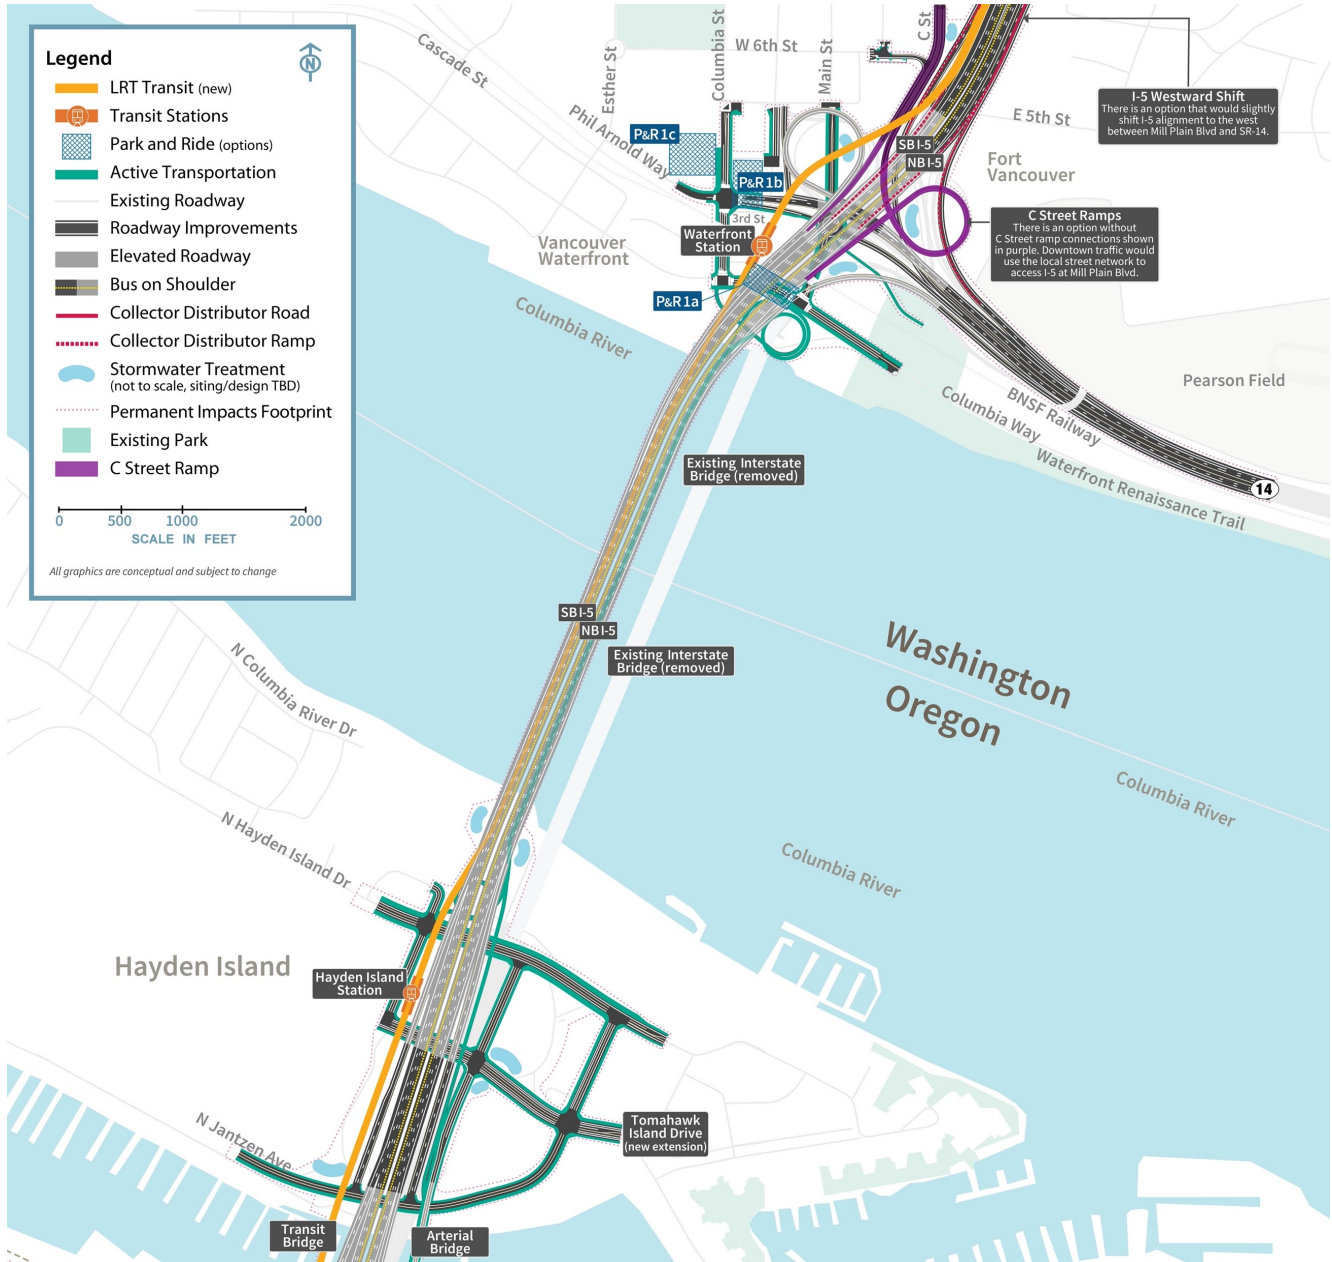 Legend
N
LRT Transit (new)
Transit Stations
Park and Ride (options)
Active Transportation
Existing Roadway
Roadway Improvements
Elevated Roadway
Bus on Shoulder
Collector Distributor Road
Collector Distributor Ramp
Stormwater Treatment
(not to scale, siting/design TBD)
Permanent Impacts Footprint
Existing Park
C Street Ramp
0 500 1000 2000
SCALE IN FEET
All graphics are conceptual and subject to change
Cascade St
Esther St
Columbia St
W 6th St
Main St
C St
Phil Arnold Way
P&R 1c
P&R 1b
3rd St
Waterfront
Station
P&R 1a
SB I-5
NB I-5
E 5th St
I-5 Westward Shift
There is an option that would slightly
shift I-5 alignment to the west
between Mill Plain Blvd and SR-14.
Fort
Vancouver
C Street Ramps
There is an option without
C Street ramp connections shown
in purple. Downtown traffic would
use the local street network to
access I-5 at Mill Plain Blvd.
Vancouver
Waterfront
Columbia River
Pearson Field
BNSF Railway
Columbia Way
Waterfront Renaissance Trail
14
Existing Interstate
Bridge (removed)
SB I-5
NB I-5
Existing Interstate
Bridge (removed)
Washington
Oregon
Columbia River
Columbia River
N Columbia River Dr
N Hayden Island Dr
Hayden Island
Hayden Island
Station
Tomahawk
Island Drive
(new extension)
N Jantzen Ave
Transit
Bridge
Arterial
Bridge